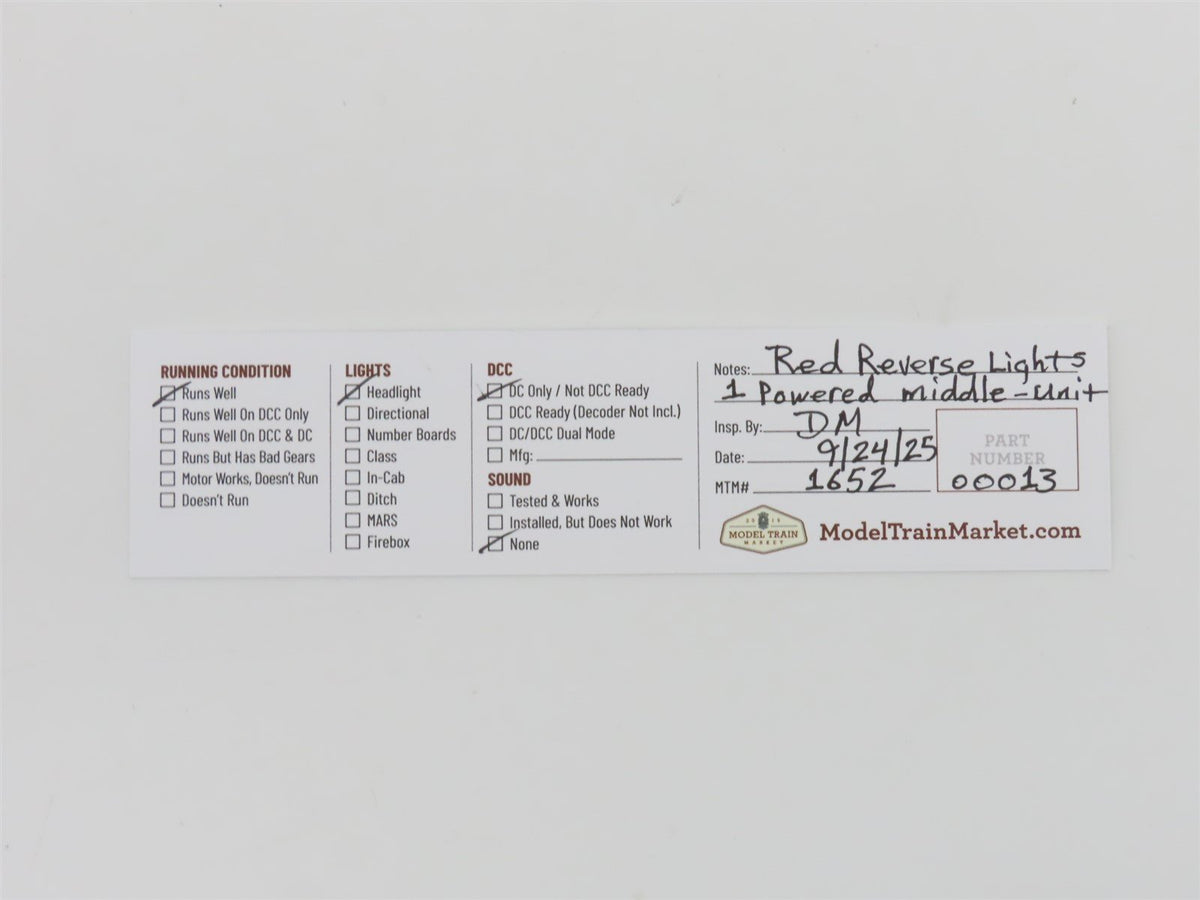 RUNNING CONDITION
Runs Well
Runs Well On DCC Only
Runs Well On DCC & DC
Runs But Has Bad Gears
Motor Works, Doesn't Run
Doesn't Run
LIGHTS
Headlight
Directional
Number Boards
Class
In-Cab
Ditch
MARS
Firebox
DCC
DC Only / Not DCC Ready
DCC Ready (Decoder Not Incl.)
DC/DCC Dual Mode
Mfg:
SOUND
Tested & Works
Installed, But Does Not Work
None
Notes: Red Reverse Lights
1 Powered middle-unit
Insp. By: DM
Date: 9/24/25
MTM# 1652
PART
NUMBER
00013
2015
MODEL TRAIN
MARKET
ModelTrainMarket.com